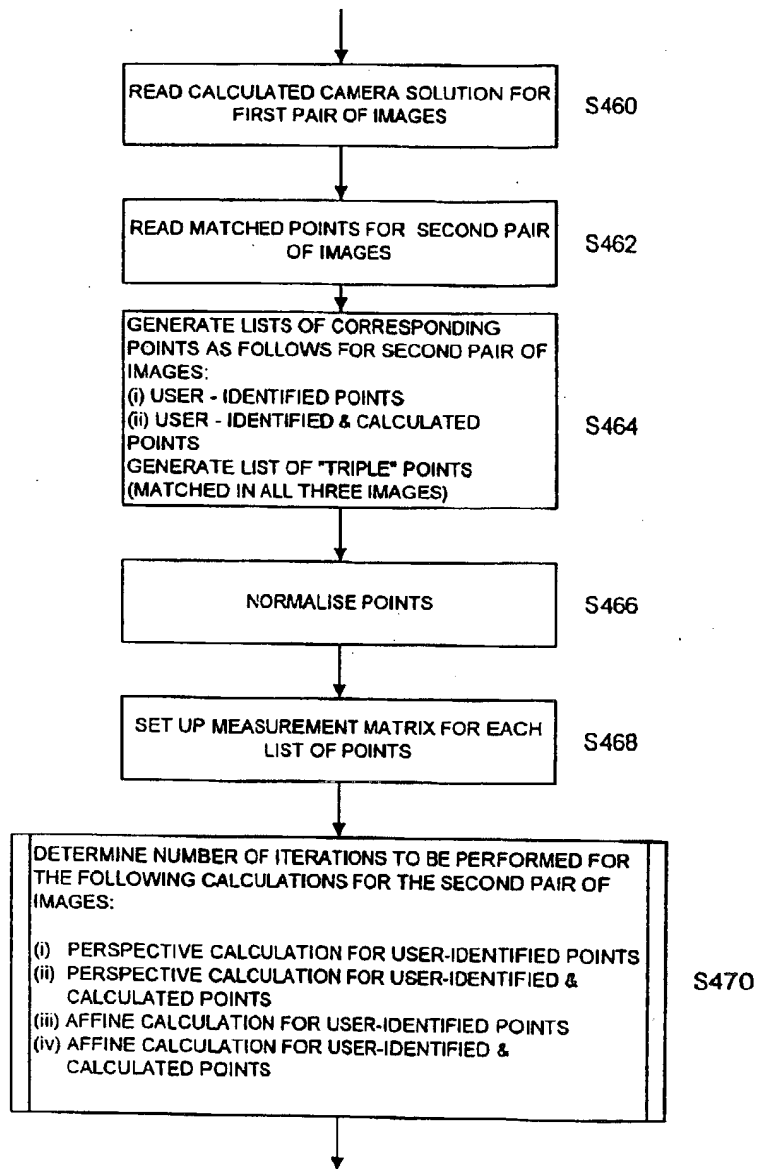 READ CALCULATED CAMERA SOLUTION FOR
FIRST PAIR OF IMAGES
S460
READ MATCHED POINTS FOR SECOND PAIR
OF IMAGES
S462
GENERATE LISTS OF CORRESPONDING
POINTS AS FOLLOWS FOR SECOND PAIR OF
IMAGES:
(i) USER - IDENTIFIED POINTS
(ii) USER - IDENTIFIED & CALCULATED
POINTS
GENERATE LIST OF "TRIPLE" POINTS
(MATCHED IN ALL THREE IMAGES)
S464
NORMALISE POINTS
S466
SET UP MEASUREMENT MATRIX FOR EACH
LIST OF POINTS
S468
DETERMINE NUMBER OF ITERATIONS TO BE PERFORMED FOR
THE FOLLOWING CALCULATIONS FOR THE SECOND PAIR OF
IMAGES:
(i) PERSPECTIVE CALCULATION FOR USER-IDENTIFIED POINTS
(ii) PERSPECTIVE CALCULATION FOR USER-IDENTIFIED &
CALCULATED POINTS
(iii) AFFINE CALCULATION FOR USER-IDENTIFIED POINTS
(iv) AFFINE CALCULATION FOR USER-IDENTIFIED &
CALCULATED POINTS
S470